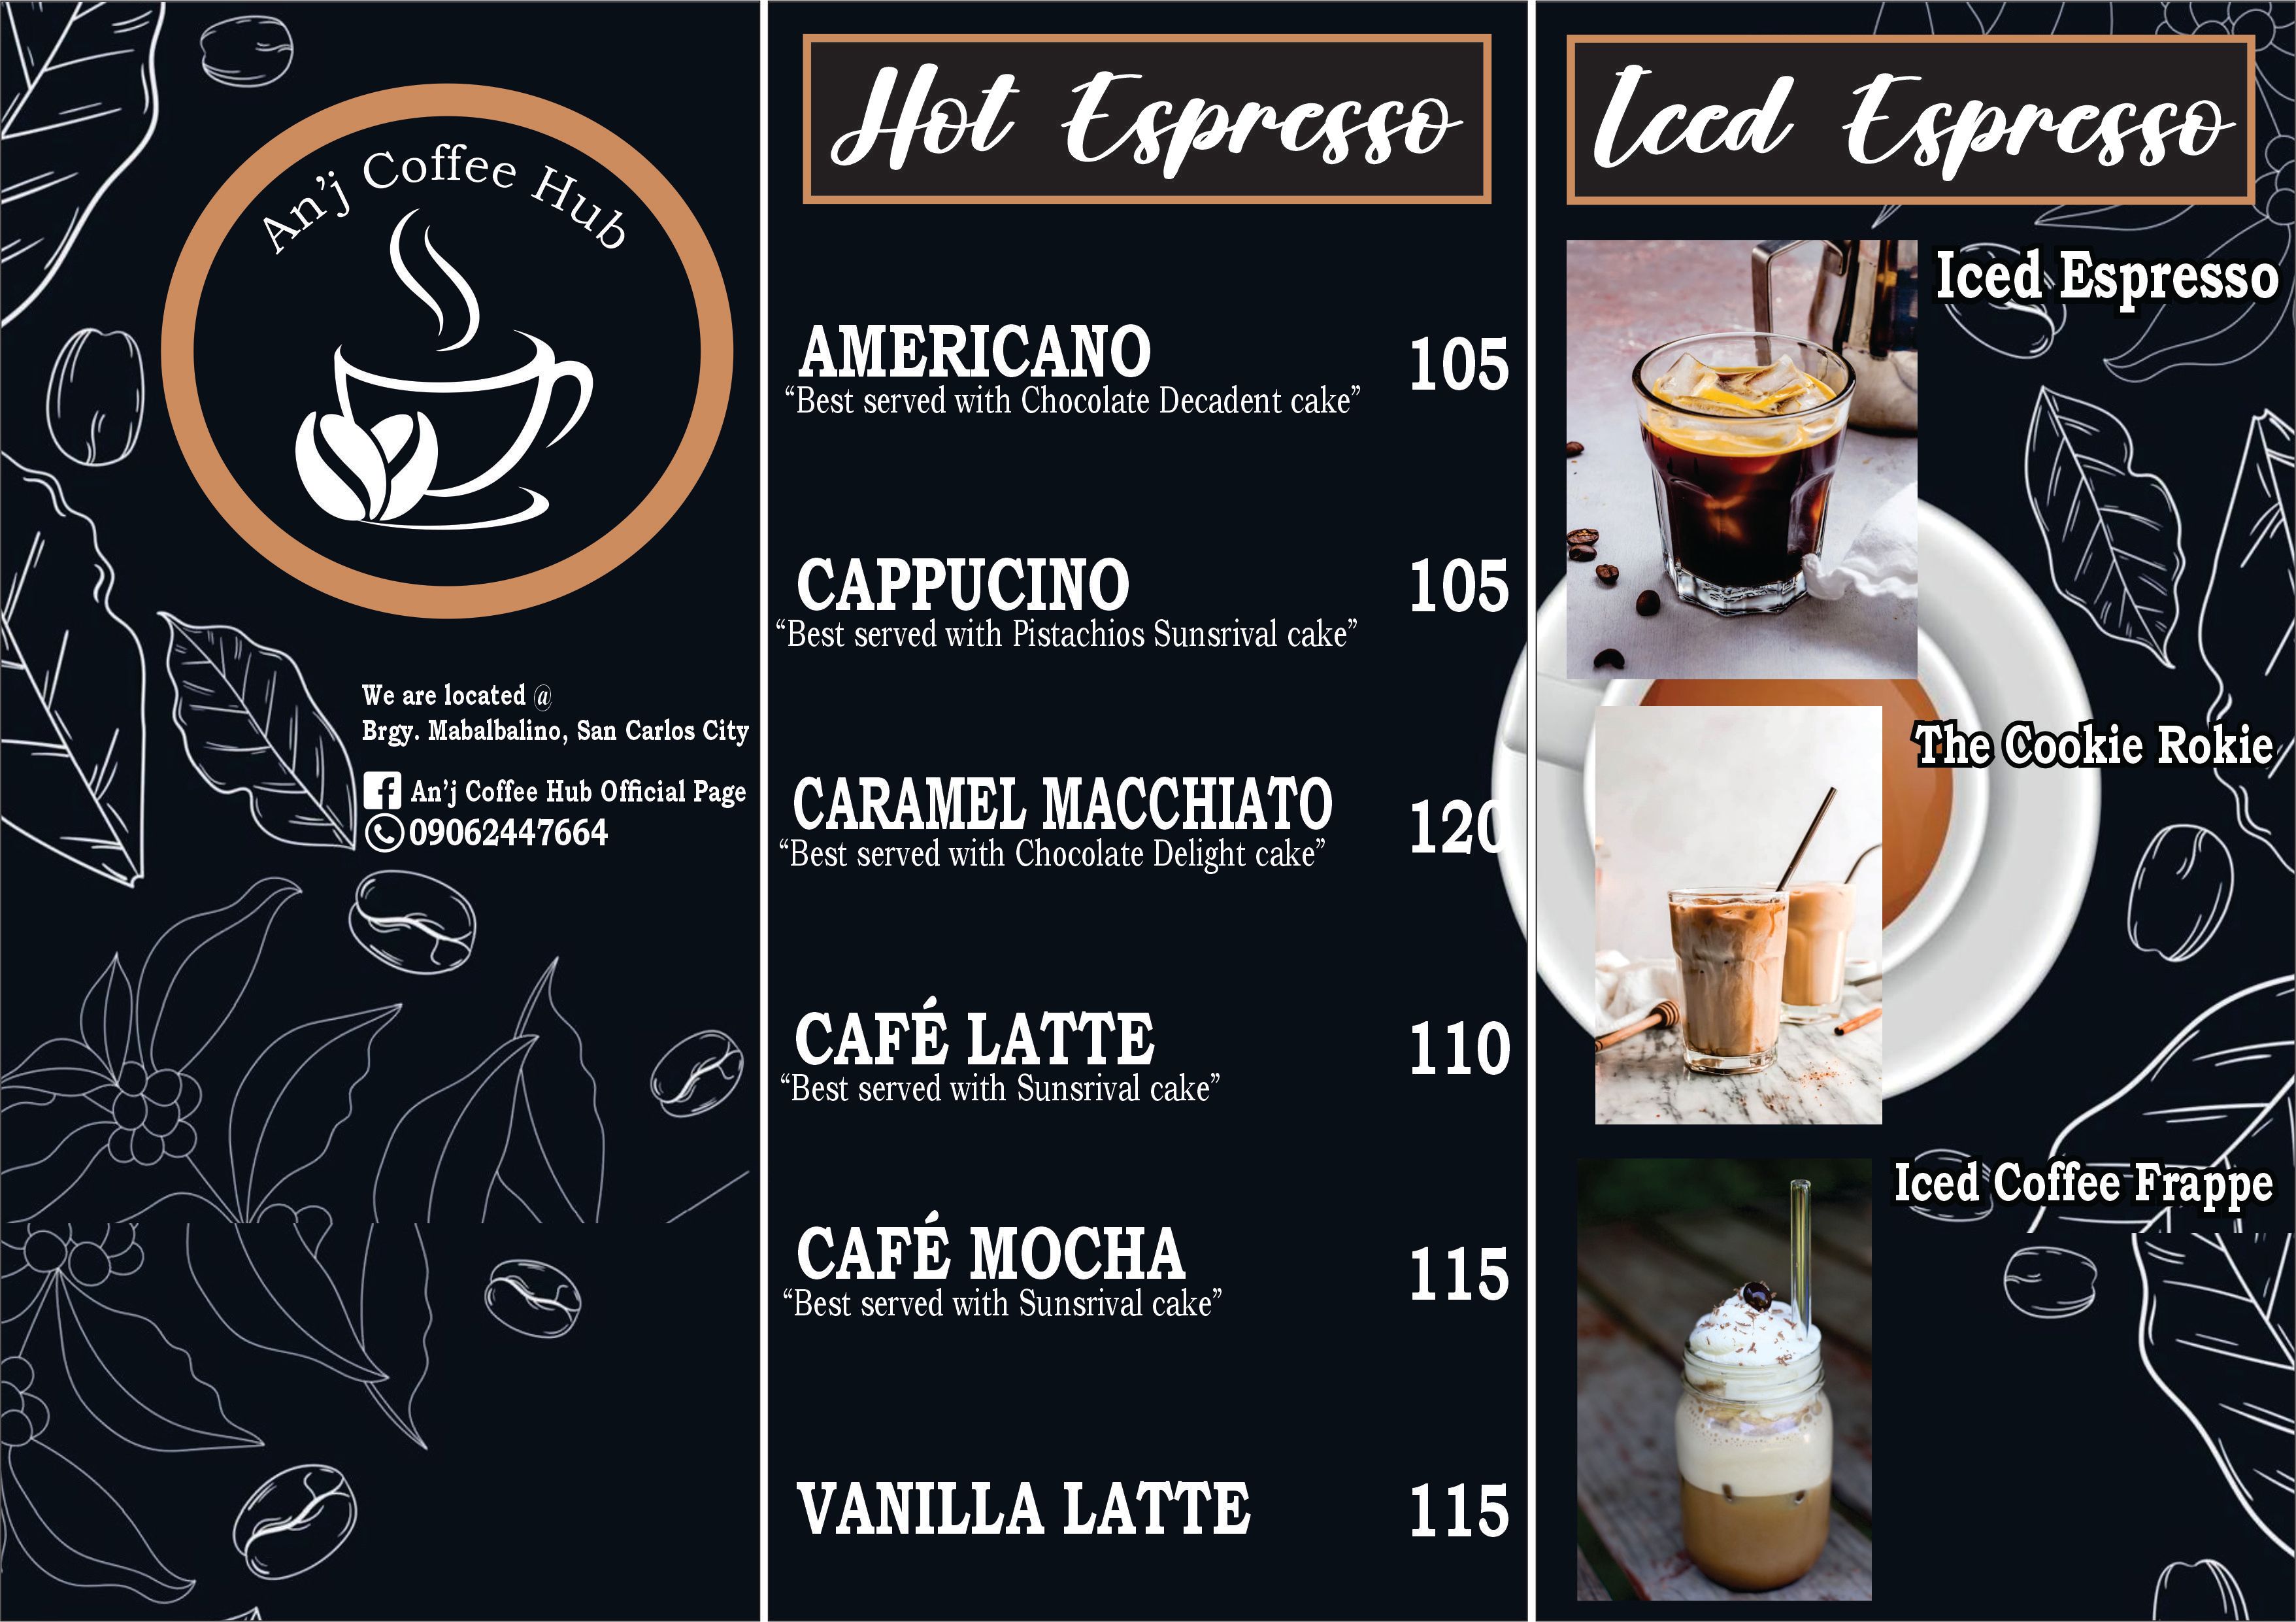 An'j Coffee Hub
We are located @
Brgy. Mabalbalino, San Carlos City
An'j Coffee Hub Official Page
09062447664
Hot Espresso
AMERICANO 105
“Best served with Chocolate Decadent cake”
CAPPUCINO 105
“Best served with Pistachios Sunsrival cake”
CARAMEL MACCHIATO 120
“Best served with Chocolate Delight cake”
CAFÉ LATTE 110
“Best served with Sunsrival cake”
CAFÉ MOCHA 115
“Best served with Sunsrival cake”
VANILLA LATTE 115
Iced Espresso
Iced Espresso
The Cookie Rokie
Iced Coffee Frappe